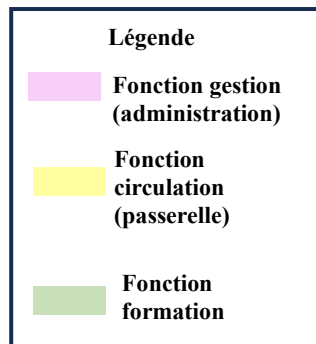 Légende
Fonction gestion
(administration)
Fonction
circulation
(passerelle)
Fonction
formation